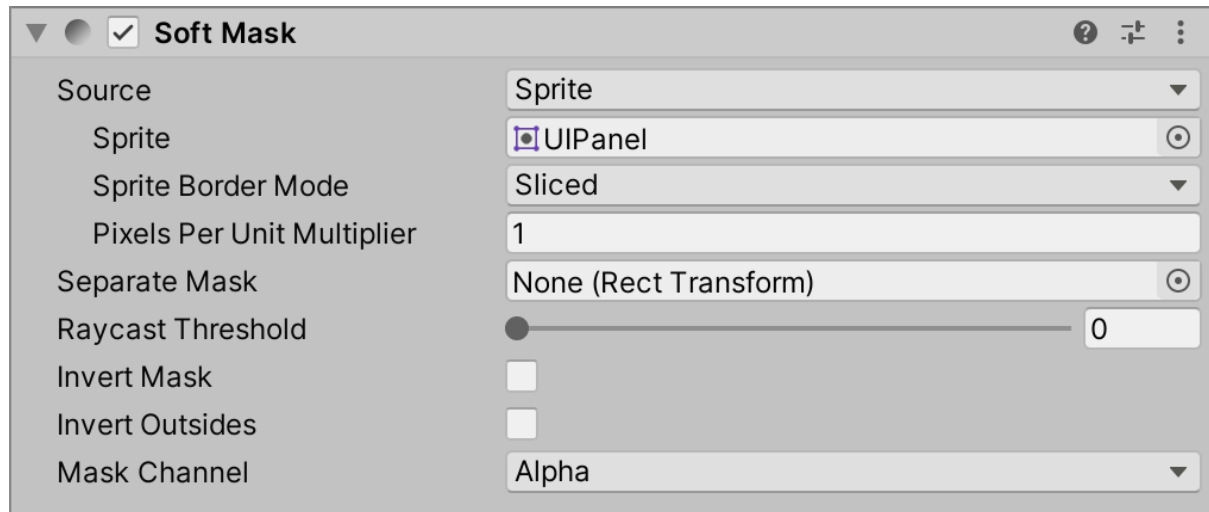 Soft Mask
Source Sprite
Sprite UIPanel
Sprite Border Mode Sliced
Pixels Per Unit Multiplier 1
Separate Mask None (Rect Transform)
Raycast Threshold 0
Invert Mask
Invert Outsides
Mask Channel Alpha